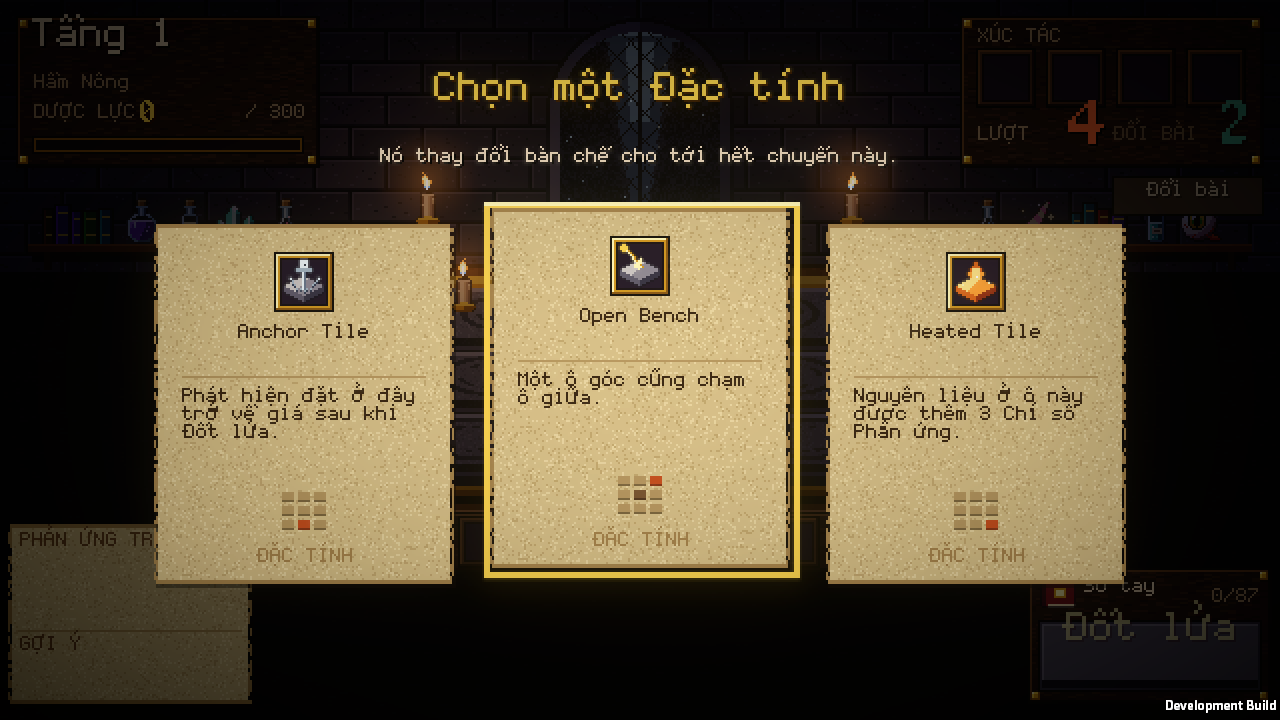 Tầng 1
Hầm Nông
DƯỢC LỰC 0 / 300
XÚC TÁC
LƯỢT 4 ĐỔI BÀI 2
Đổi bài
Chọn một Đặc tính
Nó thay đổi bàn chế cho tới hết chuyến này.
Anchor Tile
Phát hiện đặt ở đây
trở về giá sau khi
Đốt lửa.
ĐẶC TÍNH
Open Bench
Một ô góc cũng chạm
ô giữa.
ĐẶC TÍNH
Heated Tile
Nguyên liệu ở ô này
được thêm 3 Chỉ số
Phản ứng.
ĐẶC TÍNH
PHẢN ỨNG TR
GỢI Ý
Sổ tay
0/87
Đốt lửa
Development Build